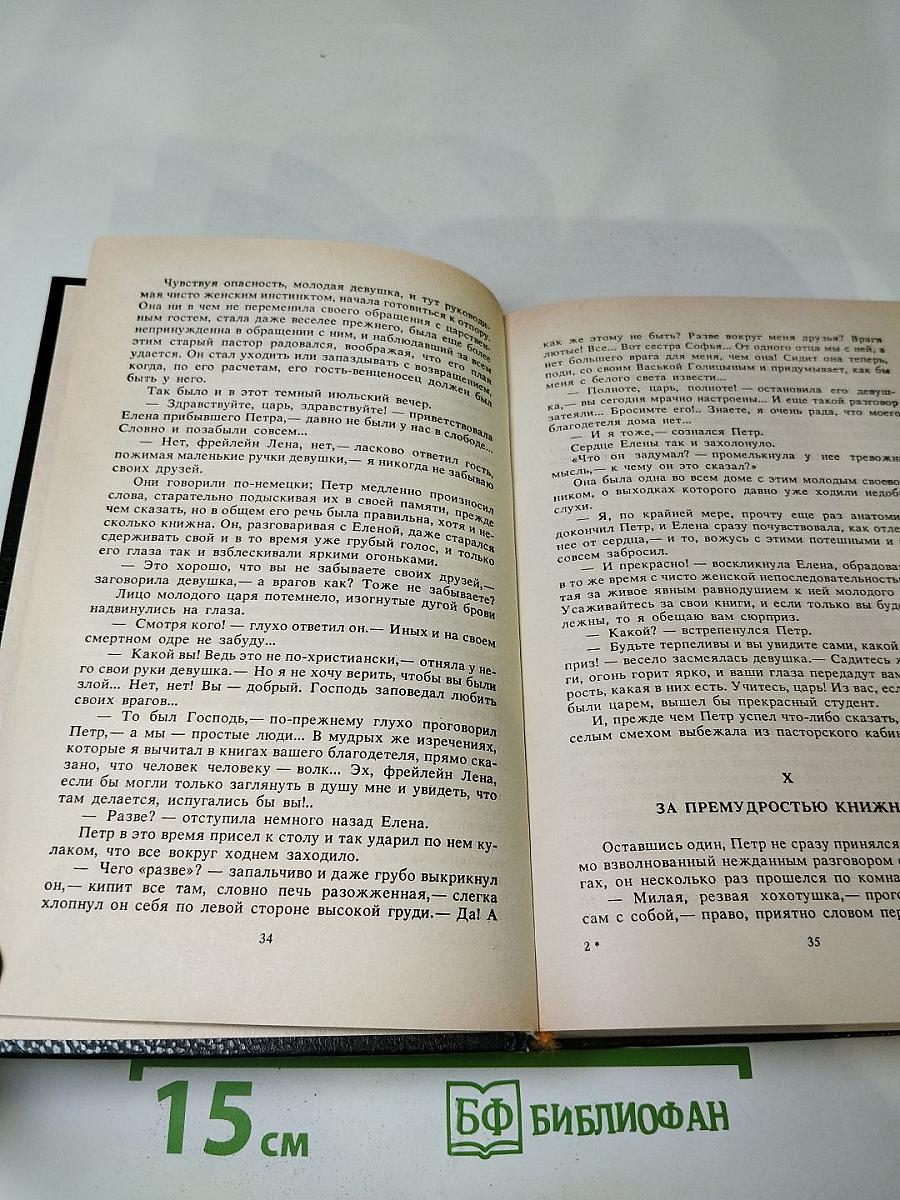 Чувствуя опасность, молодая девушка, и тут руководи-
мая чисто женским инстинктом, начала готовиться к отпору.
Она ни в чем не переменила своего обращения с царствен-
ным гостем, стала даже веселее прежнего, была еще более
непринужденна в обращении с ним, и наблюдавший за всем
этим старый пастор радовался, воображая, что его план
удается. Он стал уходить или запаздывать с возвращением,
когда, по его расчетам, его гость-венценосец должен был
быть у него.
Так было и в этот темный июльский вечер.
— Здравствуйте, царь, здравствуйте! — приветствовала
Елена прибывшего Петра,— давно не были у нас в слободе...
Словно и позабыли совсем...
— Нет, фрейлейн Лена, нет,— ласково ответил гость,
пожимая маленькие ручки девушки,— я никогда не забываю
своих друзей.
Они говорили по-немецки; Петр медленно произносил
слова, старательно подыскивая их в своей памяти, прежде
чем сказать, но в общем его речь была правильна, хотя и не-
сколько книжна. Он, разговаривая с Еленой, даже старался
сдерживать свой и в то время уже грубый голос, и только
его глаза так и взблескивали яркими огоньками.
— Это хорошо, что вы не забываете своих друзей,—
заговорила девушка,— а врагов как? Тоже не забываете?
Лицо молодого царя потемнело, изогнутые дугой брови
надвинулись на глаза.
— Смотря кого! — глухо ответил он.— Иных и на своем
смертном одре не забуду...
— Какой вы! Ведь это не по-христиански,— отняла у не-
го свои руки девушка.— Но я не хочу верить, чтобы вы были
злой... Нет, нет! Вы — добрый. Господь заповедал любить
своих врагов...
— То был Господь,— по-прежнему глухо проговорил
Петр,— а мы — простые люди... В мудрых же изречениях,
которые я вычитал в книгах вашего благодетеля, прямо ска-
зано, что человек человеку — волк... Эх, фрейлейн Лена,
если бы могли только заглянуть в душу мне и увидеть, что
там делается, испугались бы вы!..
— Разве? — отступила немного назад Елена.
Петр в это время присел к столу и так ударил по нем ку-
лаком, что все вокруг ходнем заходило.
— Чего «разве»? — запальчиво и даже грубо выкрикнул
он,— кипит все там, словно печь разожженная,— слегка
хлопнул он себя по левой стороне высокой груди.— Да! А
34
как же этому не быть? Разве вокруг меня друзья? Враги
лютые! Все... Вот сестра Софья... От одного отца мы с ней, а
нет большего врага для меня, чем она! Сидит она теперь,
поди, со своим Васькой Голицыным и придумывает, как бы
меня с белого света извести...
— Полноте, царь, полноте! — остановила его девуш-
ка,— вы сегодня мрачно настроены... И еще такой разговор
затеяли... Бросимте его!.. Знаете, я очень рада, что моего
благодетеля дома нет...
— И я тоже,— сознался Петр.
Сердце Елены так и захолонуло.
«Что он задумал? — промелькнула у нее тревожн
мысль,— к чему он это сказал?»
Она была одна во всем доме с этим молодым своево
ником, о выходках которого давно уже ходили недоб
слухи.
— Я, по крайней мере, прочту еще раз анатоми
докончил Петр, и Елена сразу почувствовала, как отле
нее от сердца,— и то, вожусь с этими потешными и
совсем забросил.
— И прекрасно! — воскликнула Елена, обрадован
в то же время с чисто женской непоследовательность
тая за живое явным равнодушием к ней молодого
Усаживайтесь за свои книги, и если только вы буд
лежны, то я обещаю вам сюрприз.
— Какой? — встрепенулся Петр.
— Будьте терпеливы и вы увидите сами, какой
приз! — весело засмеялась девушка.— Садитесь ж
ги, огонь горит ярко, и ваши глаза передадут вам
рость, какая в них есть. Учитесь, царь! Из вас, есл
были царем, вышел бы прекрасный студент.
И, прежде чем Петр успел что-либо сказать,
селым смехом выбежала из пасторского кабин
X
ЗА ПРЕМУДРОСТЬЮ КНИЖН
Оставшись один, Петр не сразу принялся
мо взволнованный нежданным разговором о
гах, он несколько раз прошелся по комна
— Милая, резвая хохотушка,— прого
сам с собой,— право, приятно словом пер
2 *
35
15 см
БФ БИБЛИОФАН